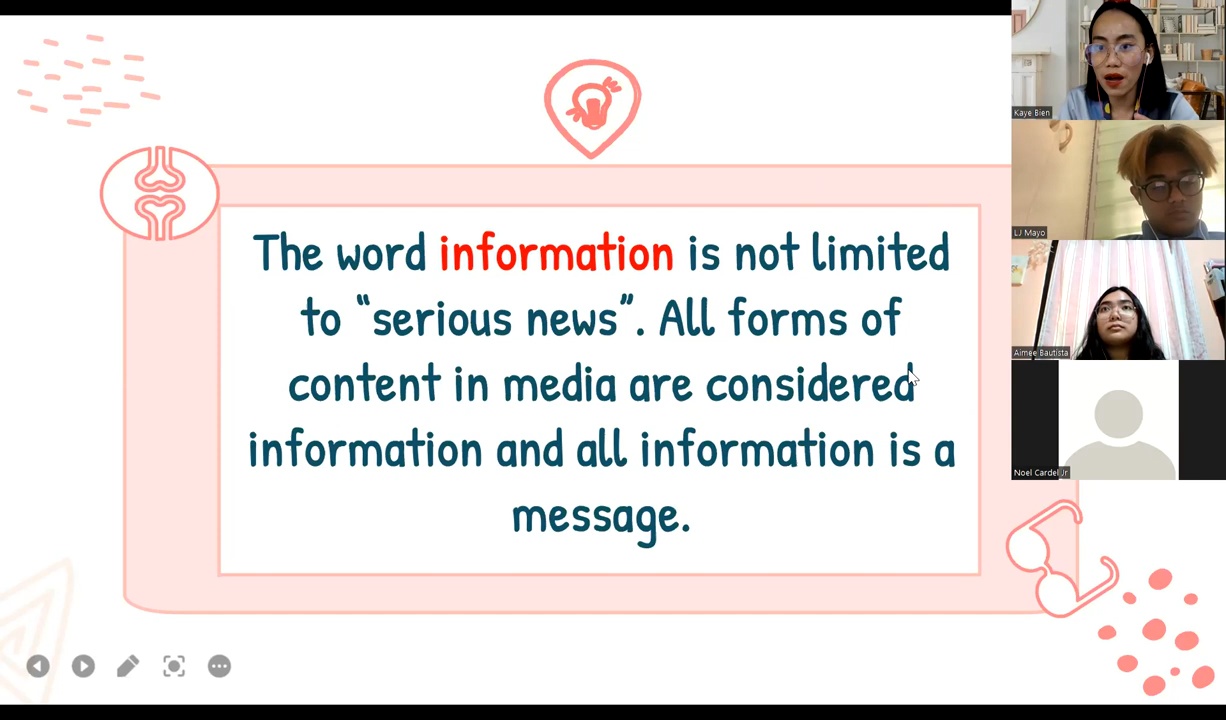 The word information is not limited
to “serious news”. All forms of
content in media are considered
information and all information is a
message.
Kaye Bien
LJ Mayo
Aimee Bautista
Noel Cardel Jr